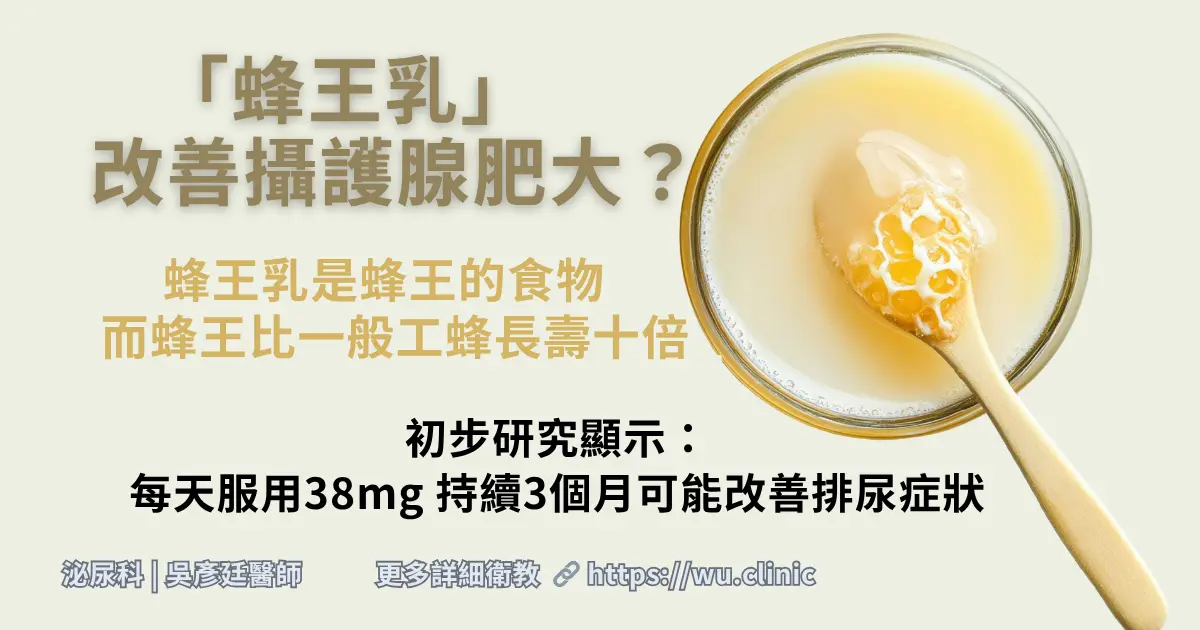 「蜂王乳」
改善攝護腺肥大？
蜂王乳是蜂王的食物
而蜂王比一般工蜂長壽十倍
初步研究顯示：
每天服用38mg 持續3個月可能改善排尿症狀
泌尿科 | 吳彥廷醫師 更多詳細衛教 🔗 https://wu.clinic